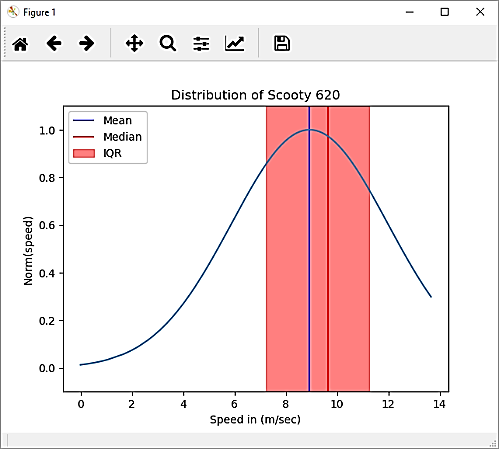 Figure 1
Distribution of Scooty 620
Mean
Median
IQR
Norm(speed)
1.0
0.8
0.6
0.4
0.2
0.0
0 2 4 6 8 10 12 14
Speed in (m/sec)